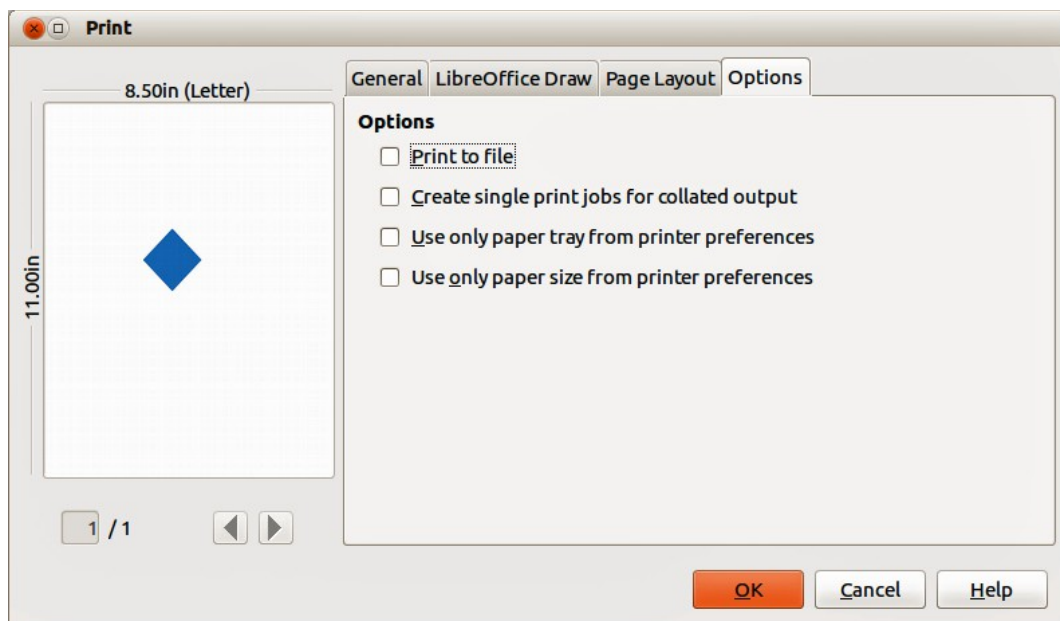 Print
General LibreOffice Draw Page Layout Options
8.50in (Letter)
11.00in
Options
Print to file
Create single print jobs for collated output
Use only paper tray from printer preferences
Use only paper size from printer preferences
1 / 1
OK Cancel Help